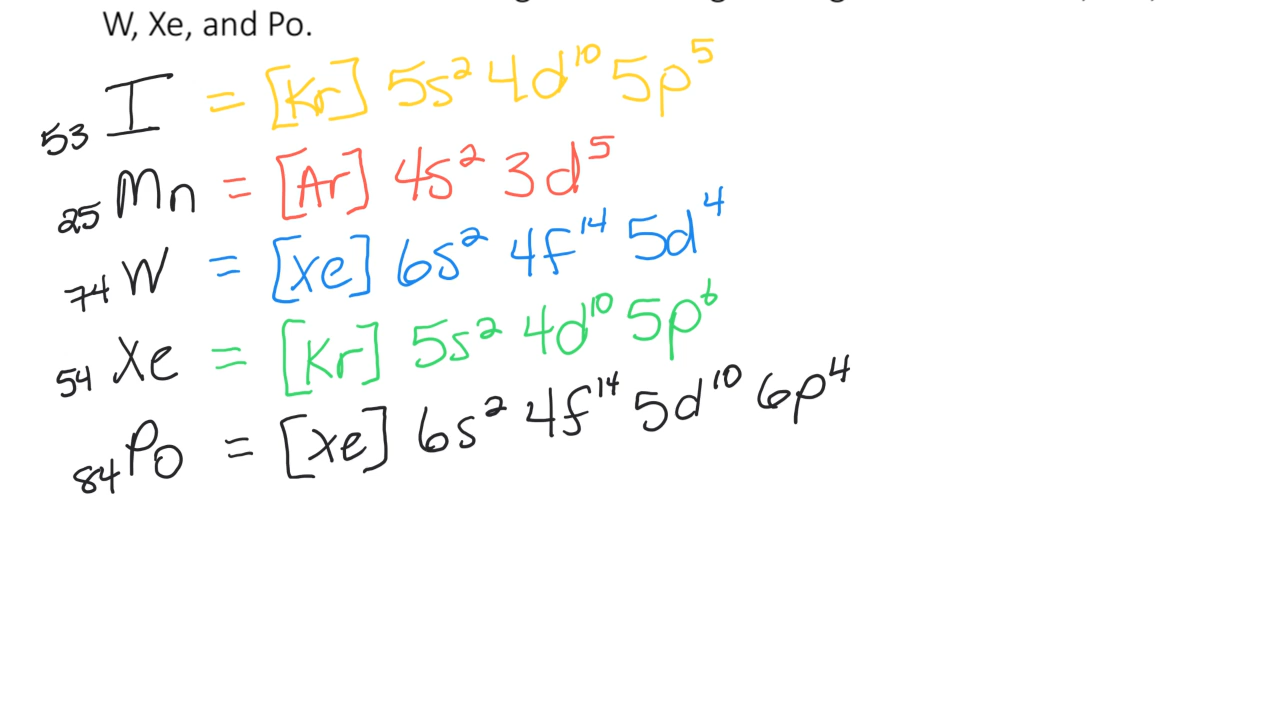 W, Xe, and Po.
53 I = [Kr] 5s² 4d¹⁰ 5p⁵
25 Mn = [Ar] 4s² 3d⁵
74 W = [Xe] 6s² 4f¹⁴ 5d⁴
54 Xe = [Kr] 5s² 4d¹⁰ 5p⁶
84 Po = [Xe] 6s² 4f¹⁴ 5d¹⁰ 6p⁴